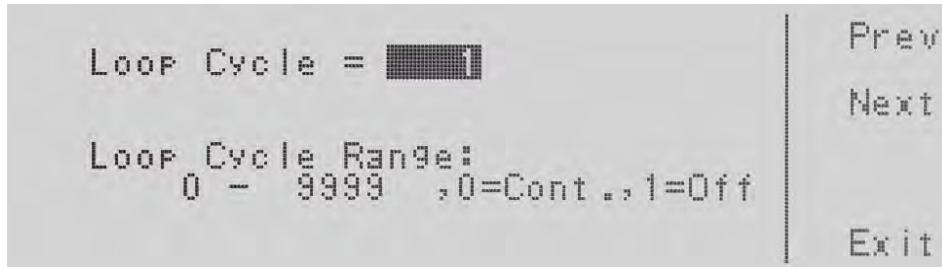 Loop Cycle = 1
Loop Cycle Range:
0 - 9999 ,0=Cont.,1=Off
Prev
Next
Exit